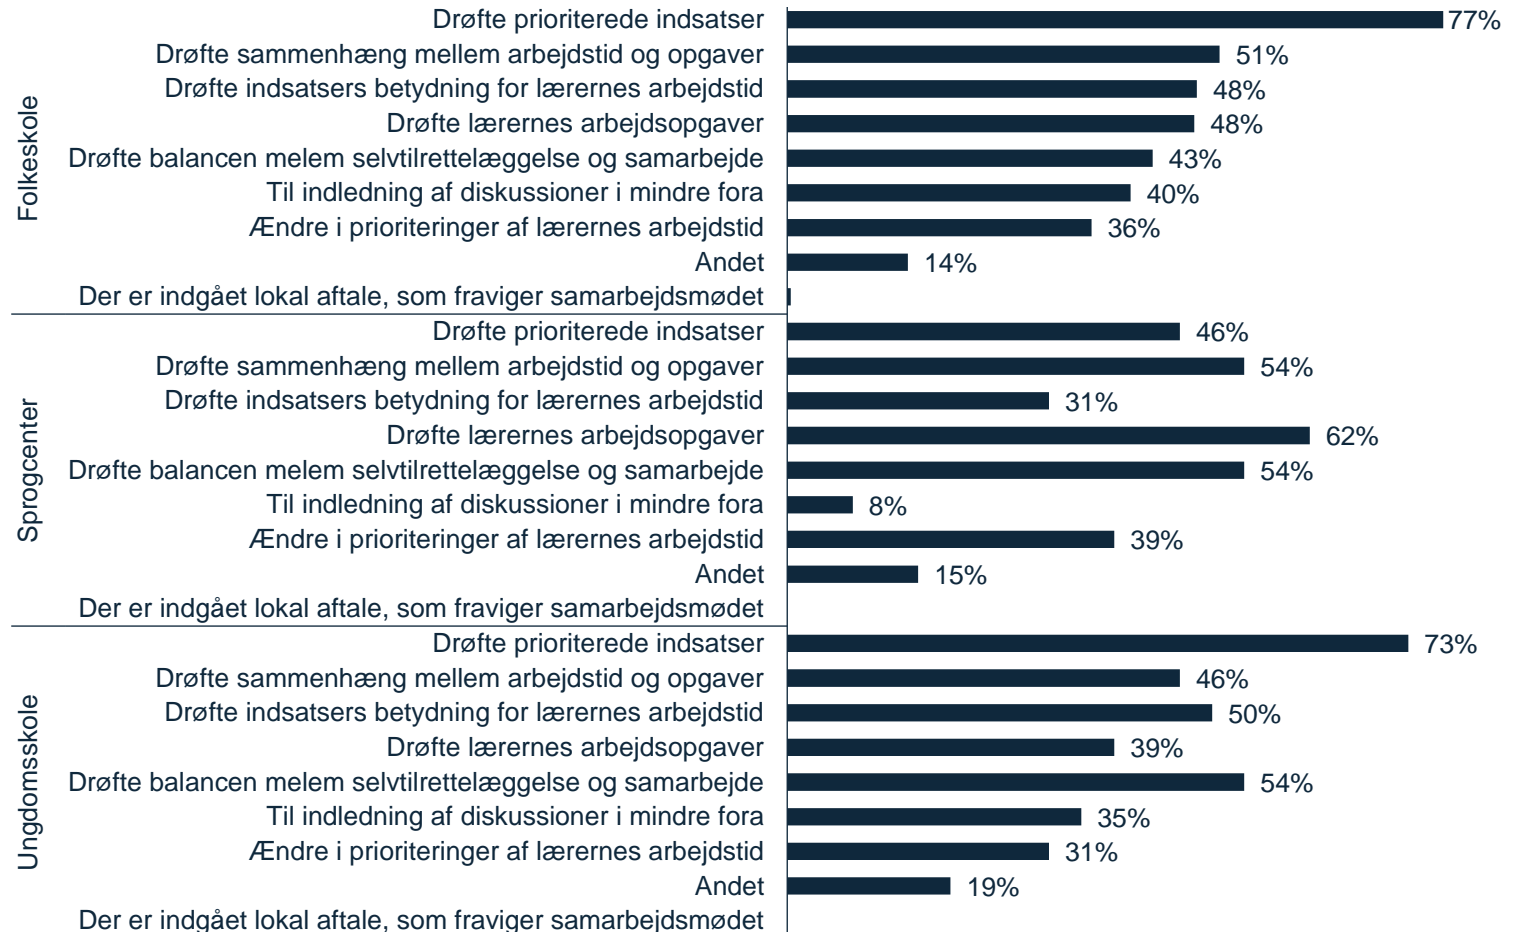 Folkeskole
Drøfte prioriterede indsatser 77%
Drøfte sammenhæng mellem arbejdstid og opgaver 51%
Drøfte indsatsers betydning for lærernes arbejdstid 48%
Drøfte lærernes arbejdsopgaver 48%
Drøfte balancen melem selvtilrettelæggelse og samarbejde 43%
Til indledning af diskussioner i mindre fora 40%
Ændre i prioriteringer af lærernes arbejdstid 36%
Andet 14%
Der er indgået lokal aftale, som fraviger samarbejdsmødet
Sprogcenter
Drøfte prioriterede indsatser 46%
Drøfte sammenhæng mellem arbejdstid og opgaver 54%
Drøfte indsatsers betydning for lærernes arbejdstid 31%
Drøfte lærernes arbejdsopgaver 62%
Drøfte balancen melem selvtilrettelæggelse og samarbejde 54%
Til indledning af diskussioner i mindre fora 8%
Ændre i prioriteringer af lærernes arbejdstid 39%
Andet 15%
Der er indgået lokal aftale, som fraviger samarbejdsmødet
Ungdomsskole
Drøfte prioriterede indsatser 73%
Drøfte sammenhæng mellem arbejdstid og opgaver 46%
Drøfte indsatsers betydning for lærernes arbejdstid 50%
Drøfte lærernes arbejdsopgaver 39%
Drøfte balancen melem selvtilrettelæggelse og samarbejde 54%
Til indledning af diskussioner i mindre fora 35%
Ændre i prioriteringer af lærernes arbejdstid 31%
Andet 19%
Der er indgået lokal aftale, som fraviger samarbejdsmødet